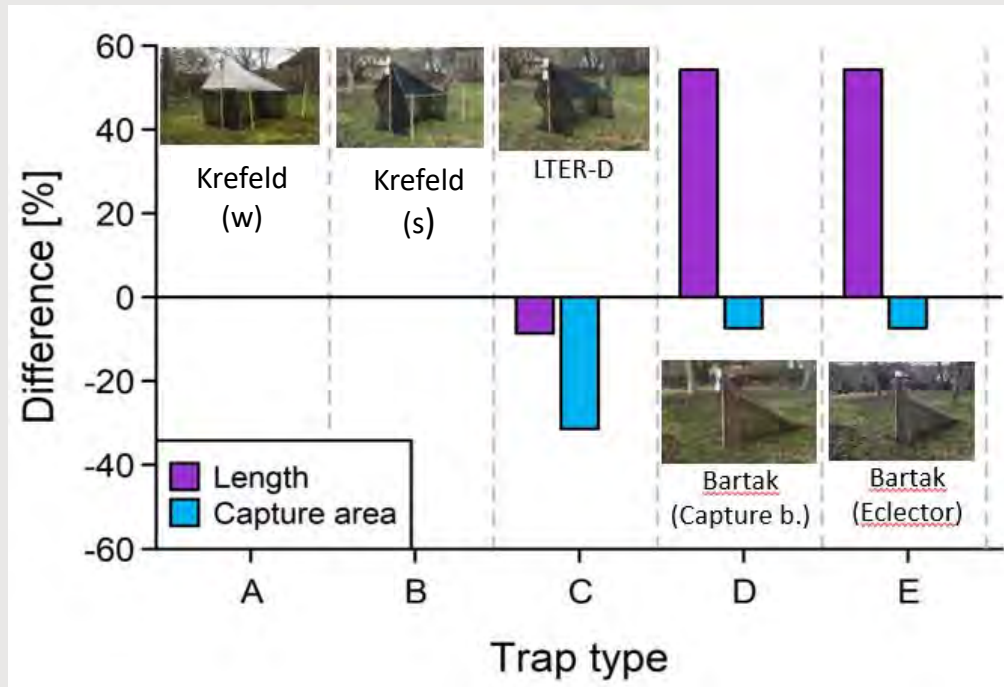 Difference [%]
60
40
20
0
-20
-40
-60
Krefeld
(w)
Krefeld
(s)
LTER-D
Bartak
(Capture b.)
Bartak
(Eclector)
Length
Capture area
A
B
C
D
E
Trap type